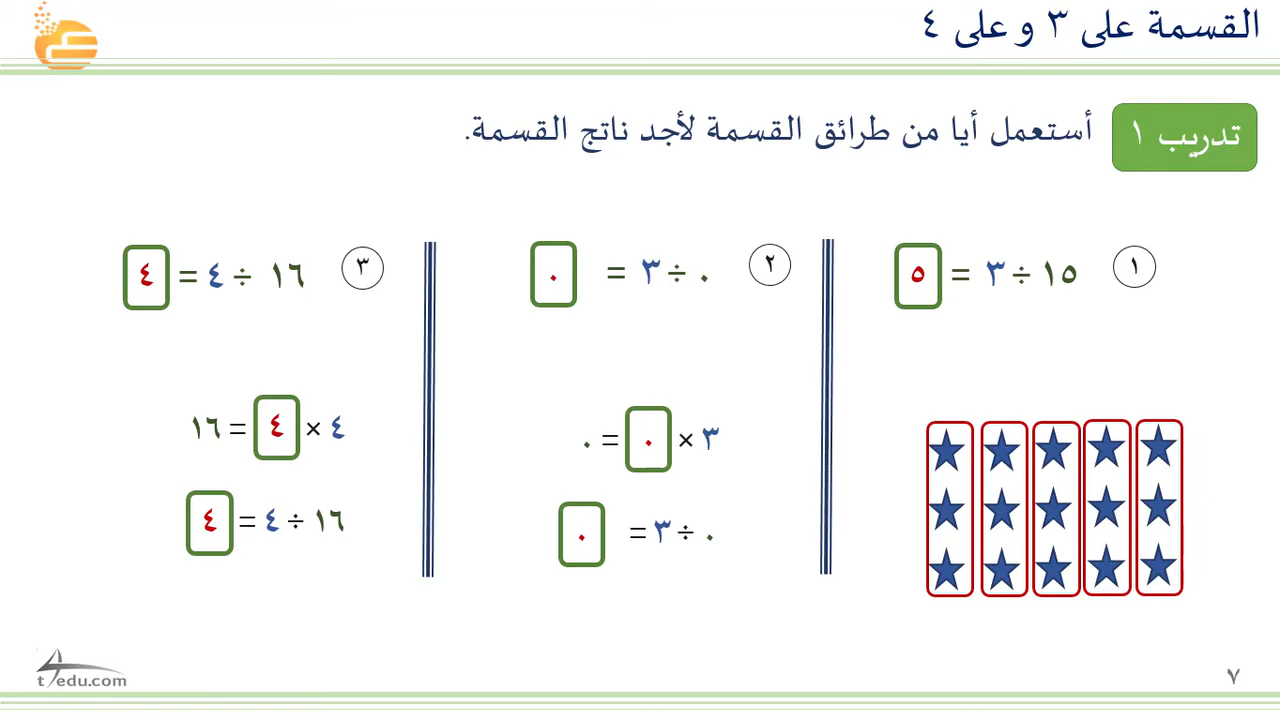 القسمة على ٣ و على ٤
تدريب ١
أستعمل أيا من طرائق القسمة لأجد ناتج القسمة.
١
١٥ ÷ ٣ = ٥
٢
٠ ÷ ٣ = ٠
٣ × ٠ = ٠
٠ ÷ ٣ = ٠
٣
١٦ ÷ ٤ = ٤
٤ × ٤ = ١٦
١٦ ÷ ٤ = ٤
t4edu.com
٧